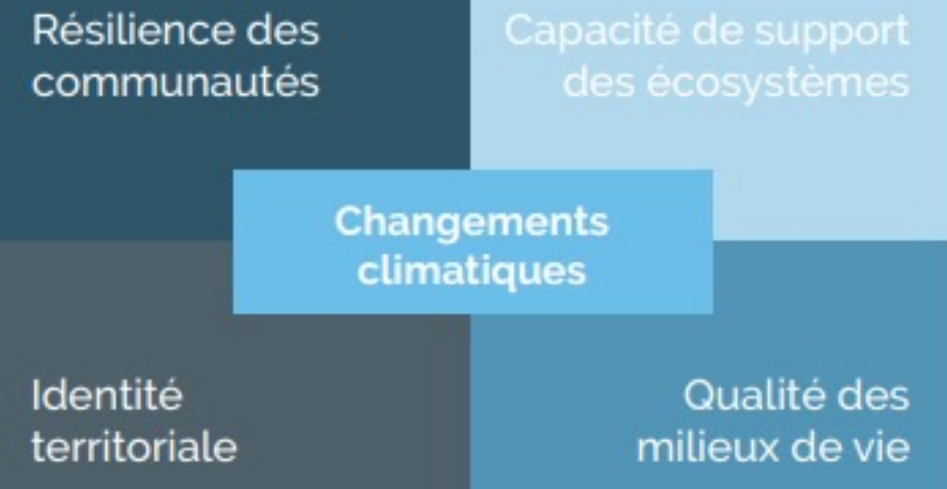 Résilience des
communautés
Capacité de support
des écosystèmes
Changements
climatiques
Identité
territoriale
Qualité des
milieux de vie